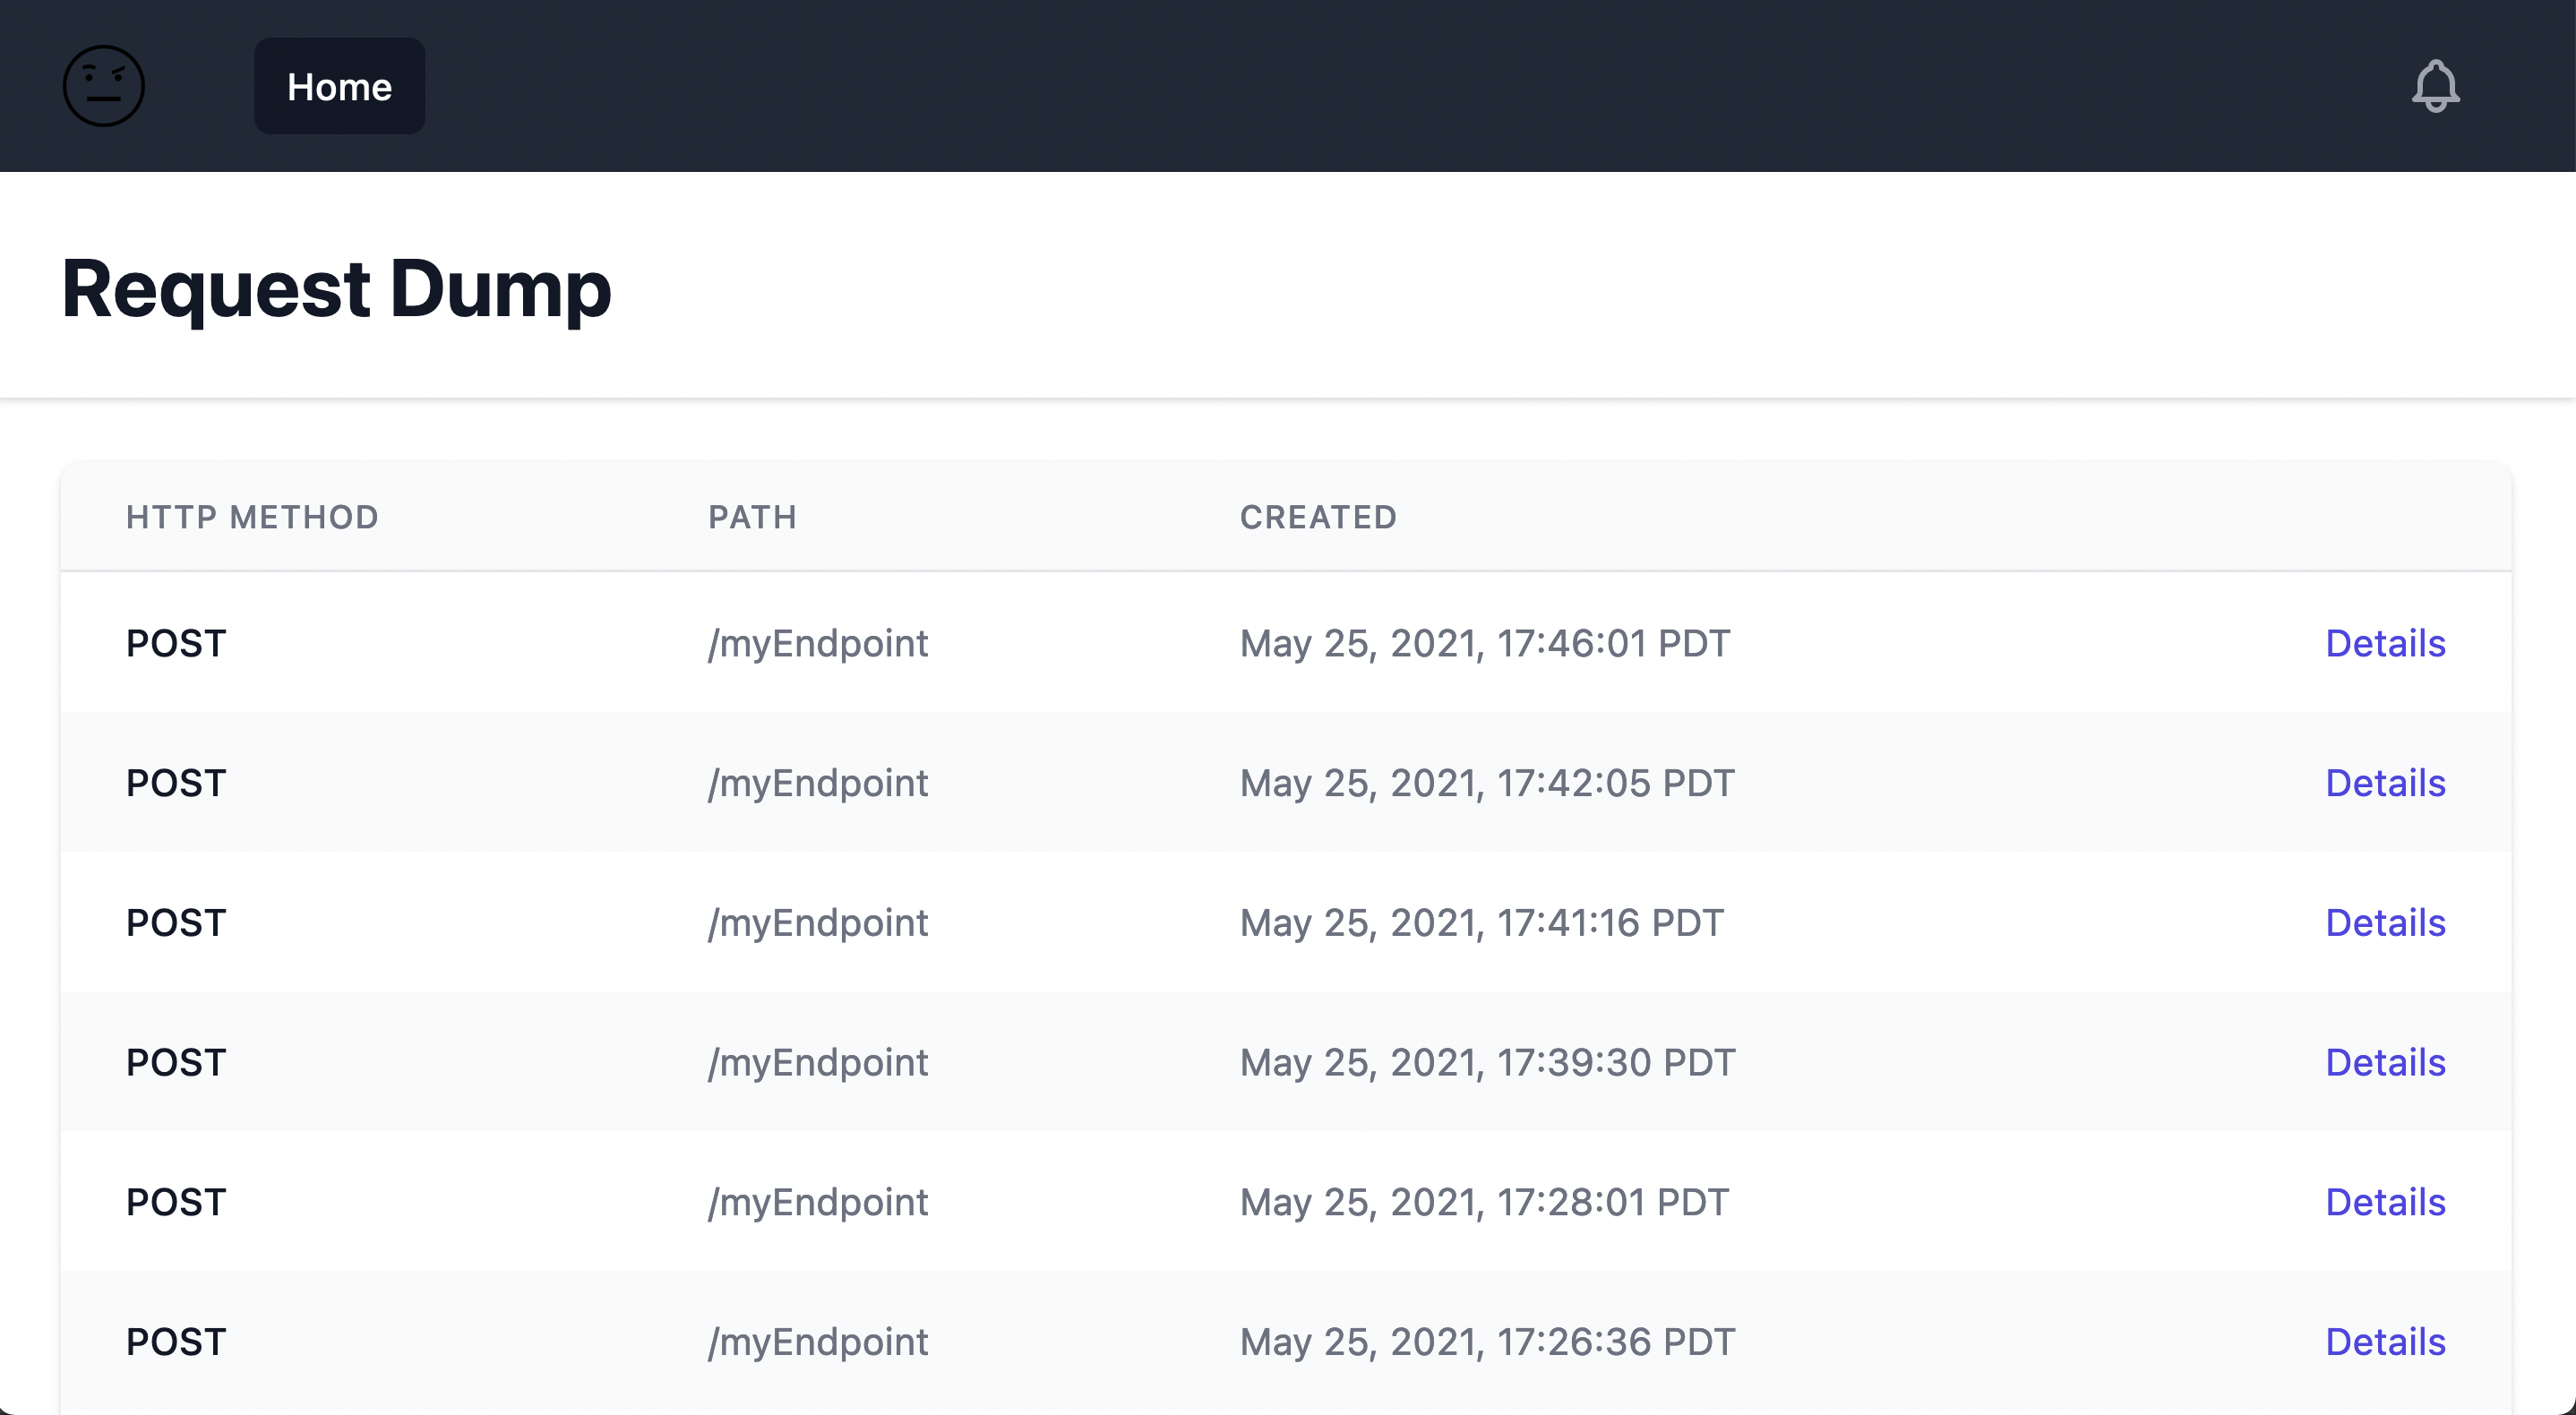 Home
Request Dump
HTTP METHOD PATH CREATED
POST /myEndpoint May 25, 2021, 17:46:01 PDT Details
POST /myEndpoint May 25, 2021, 17:42:05 PDT Details
POST /myEndpoint May 25, 2021, 17:41:16 PDT Details
POST /myEndpoint May 25, 2021, 17:39:30 PDT Details
POST /myEndpoint May 25, 2021, 17:28:01 PDT Details
POST /myEndpoint May 25, 2021, 17:26:36 PDT Details